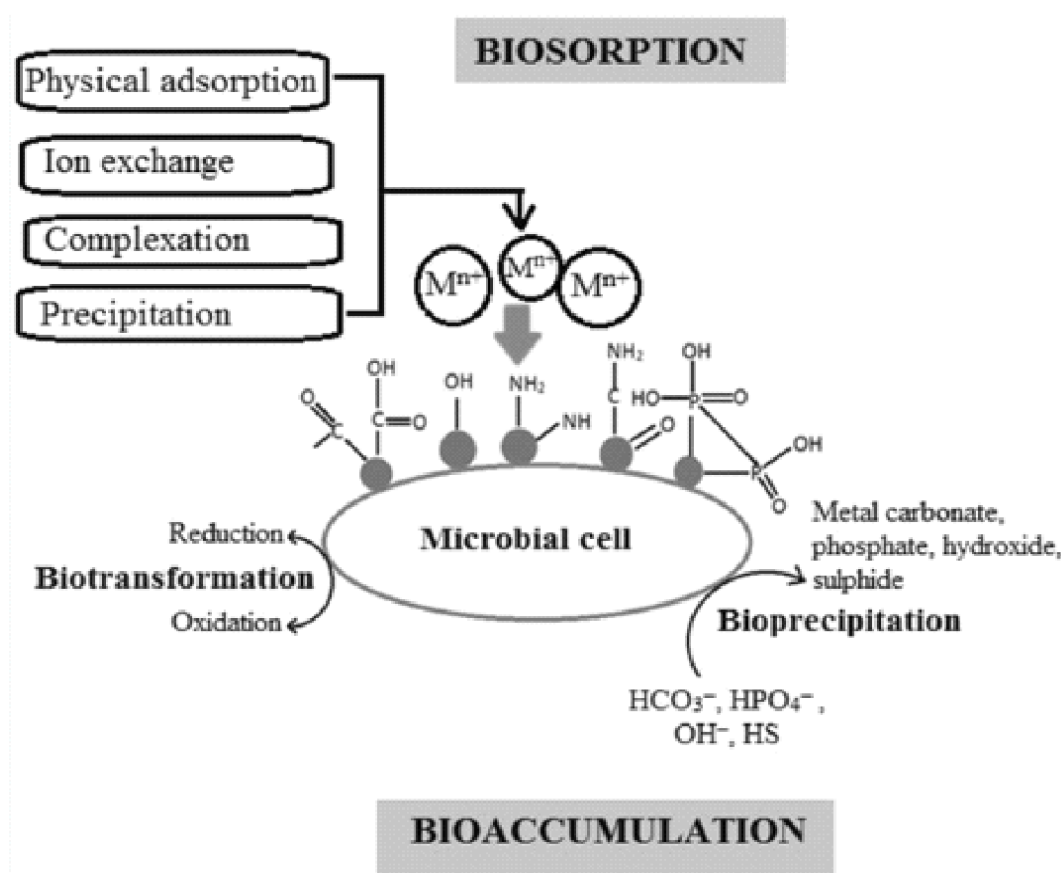 BIOSORPTION
Physical adsorption
Ion exchange
Complexation
Precipitation
Mⁿ⁺
Mⁿ⁺
Mⁿ⁺
O
C
OH
C=O
OH
NH₂
NH
NH₂
C
O
OH
HO-P=O
P
OH
O
Microbial cell
Reduction
Biotransformation
Oxidation
Metal carbonate,
phosphate, hydroxide,
sulphide
Bioprecipitation
HCO₃⁻, HPO₄⁻,
OH⁻, HS
BIOACCUMULATION